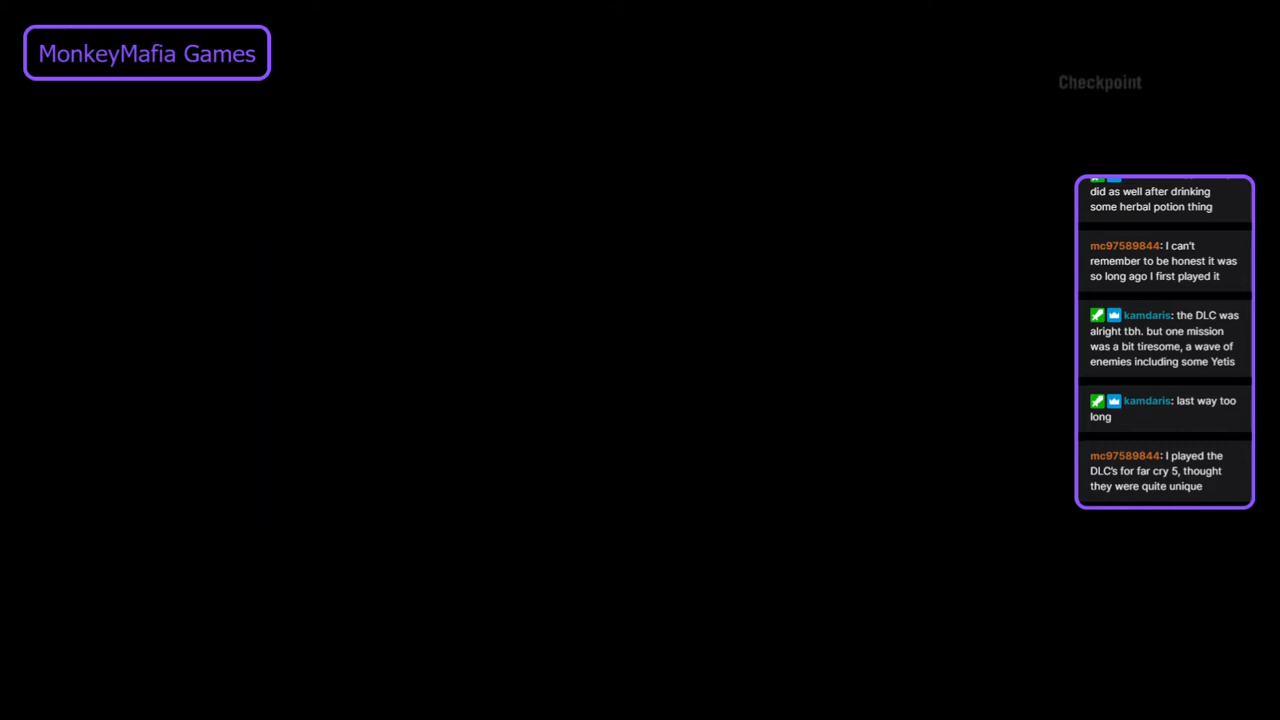 MonkeyMafia Games
Checkpoint
did as well after drinking
some herbal potion thing
mc97589844: I can't
remember to be honest it was
so long ago I first played it
kamdaris: the DLC was
alright tbh. but one mission
was a bit tiresome, a wave of
enemies including some Yetis
kamdaris: last way too
long
mc97589844: I played the
DLC's for far cry 5, thought
they were quite unique